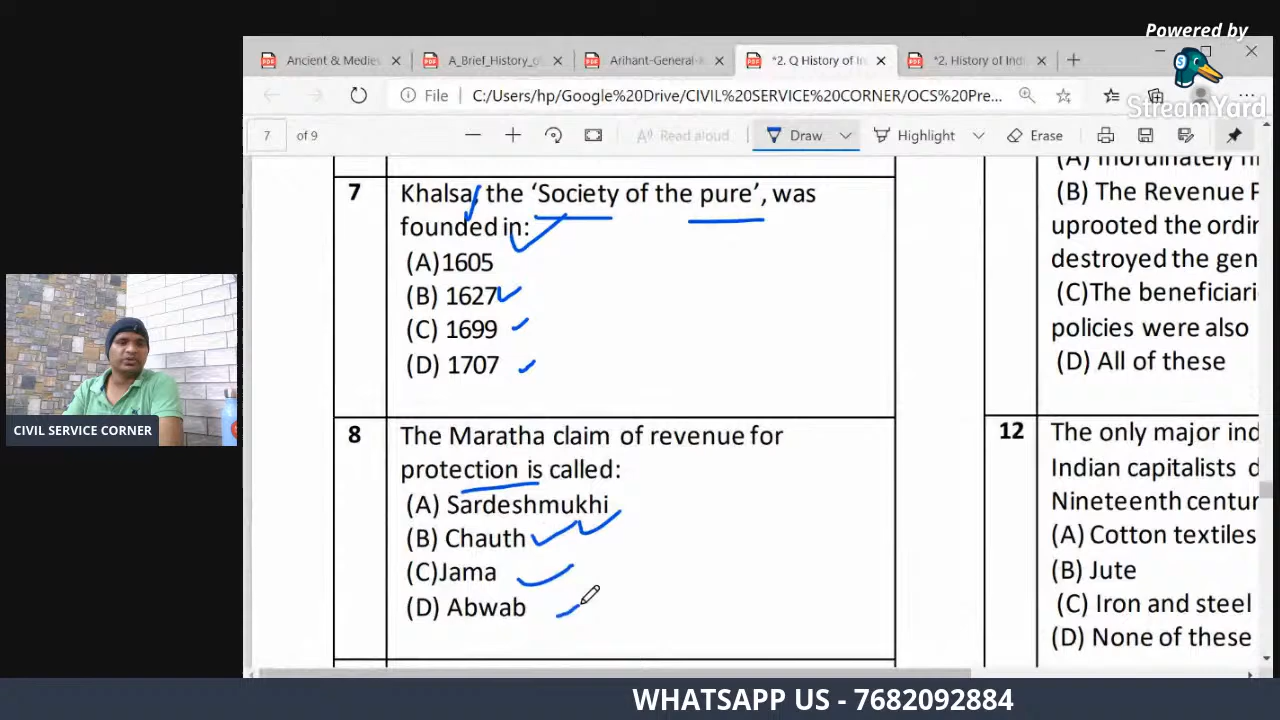 Powered by
StreamYard
Ancient & Medie
A_Brief_History_o
Arihant-General-
*2. Q History of In
*2. History of Indi
File
C:/Users/hp/Google%20Drive/CIVIL%20SERVICE%20CORNER/OCS%20Pre...
7 of 9
Read aloud
Draw
Highlight
Erase
7
Khalsa, the ‘Society of the pure’, was
founded in:
(A)1605
(B) 1627
(C) 1699
(D) 1707
8
The Maratha claim of revenue for
protection is called:
(A) Sardeshmukhi
(B) Chauth
(C)Jama
(D) Abwab
(B) The Revenue P
uprooted the ordin
destroyed the gen
(C)The beneficiari
policies were also
(D) All of these
12
The only major ind
Indian capitalists d
Nineteenth centur
(A) Cotton textiles
(B) Jute
(C) Iron and steel
(D) None of these
CIVIL SERVICE CORNER
WHATSAPP US - 7682092884